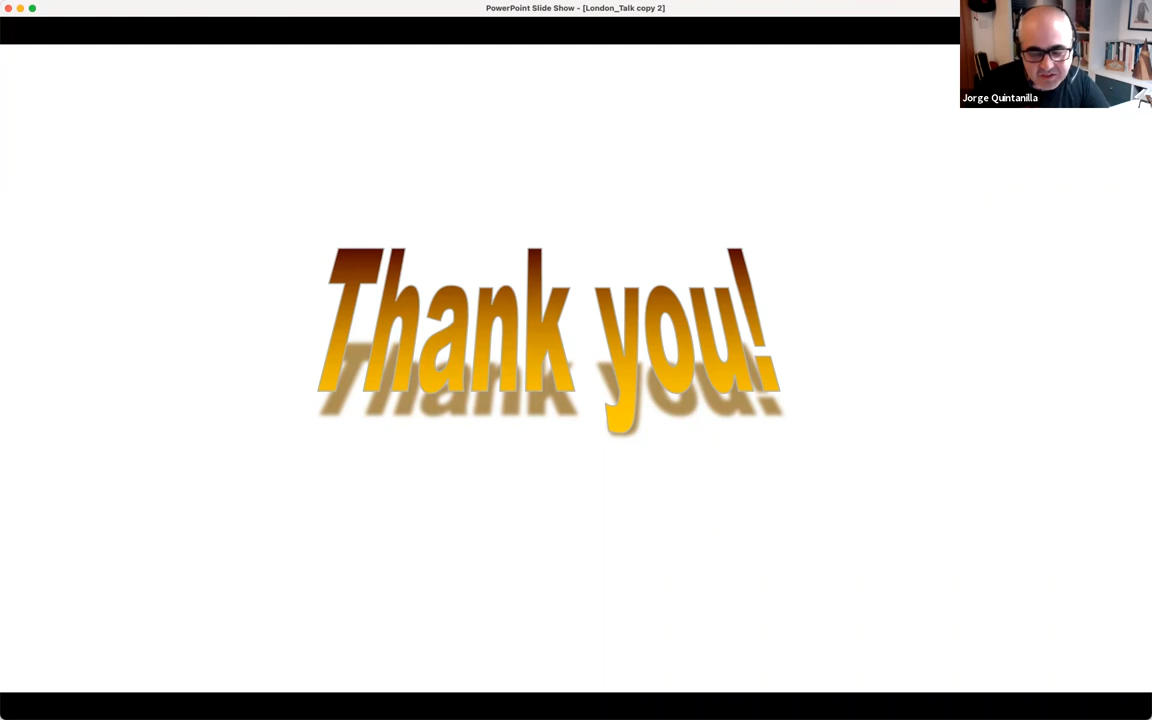 PowerPoint Slide Show - [London_Talk copy 2]
Jorge Quintanilla
Thank you!